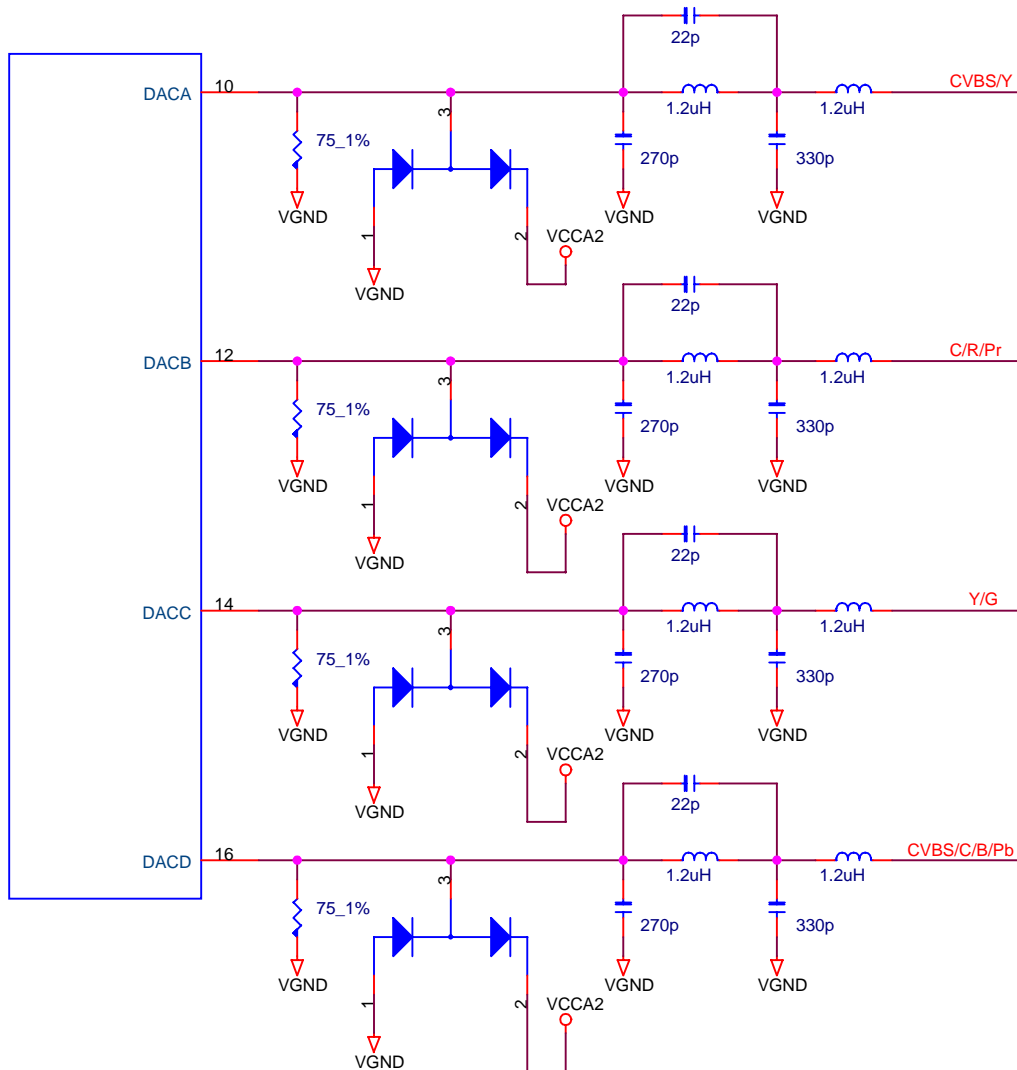 22p
DACA 10 CVBS/Y
1.2uH 1.2uH
3
75_1% 270p 330p
VGND VGND VGND
1 2 VCCA2
VGND
22p
DACB 12 C/R/Pr
1.2uH 1.2uH
3
75_1% 270p 330p
VGND VGND VGND
1 2 VCCA2
VGND
22p
DACC 14 Y/G
1.2uH 1.2uH
3
75_1% 270p 330p
VGND VGND VGND
1 2 VCCA2
VGND
22p
DACD 16 CVBS/C/B/Pb
1.2uH 1.2uH
3
75_1% 270p 330p
VGND VGND VGND
1 2 VCCA2
VGND